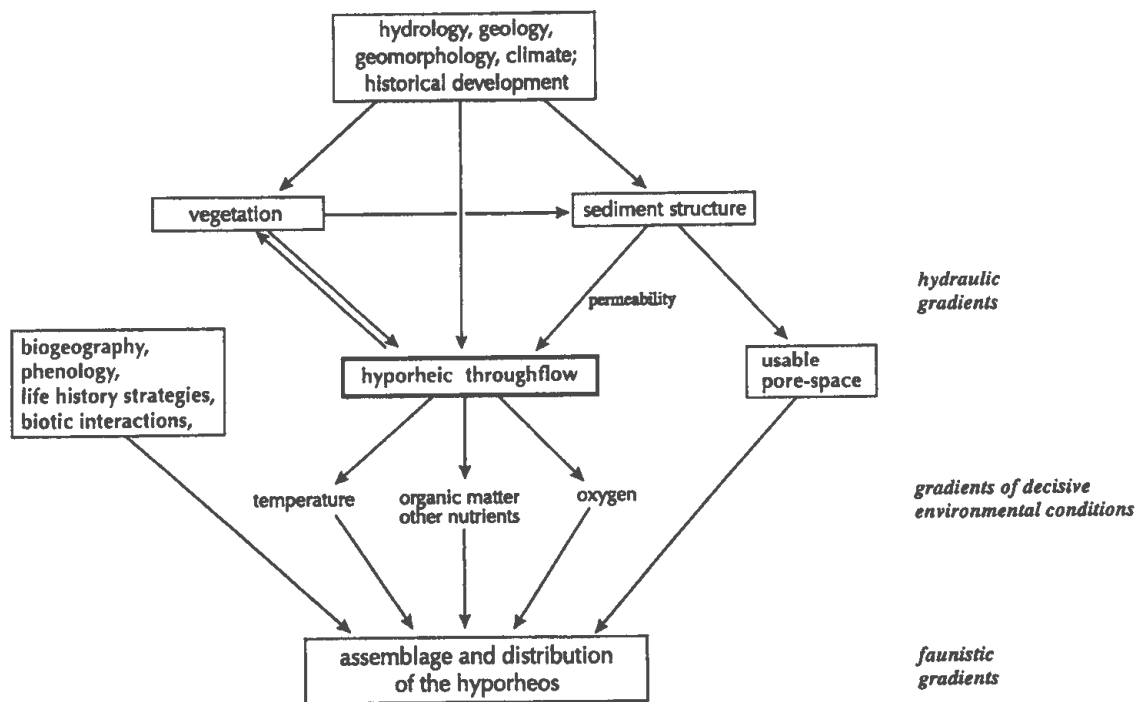 hydrology, geology,
geomorphology, climate;
historical development
vegetation
sediment structure
hydraulic
gradients
permeability
biogeography,
phenology,
life history strategies,
biotic interactions,
hyporheic throughflow
usable
pore-space
temperature
organic matter
other nutrients
oxygen
gradients of decisive
environmental conditions
assemblage and distribution
of the hyporheos
faunistic
gradients